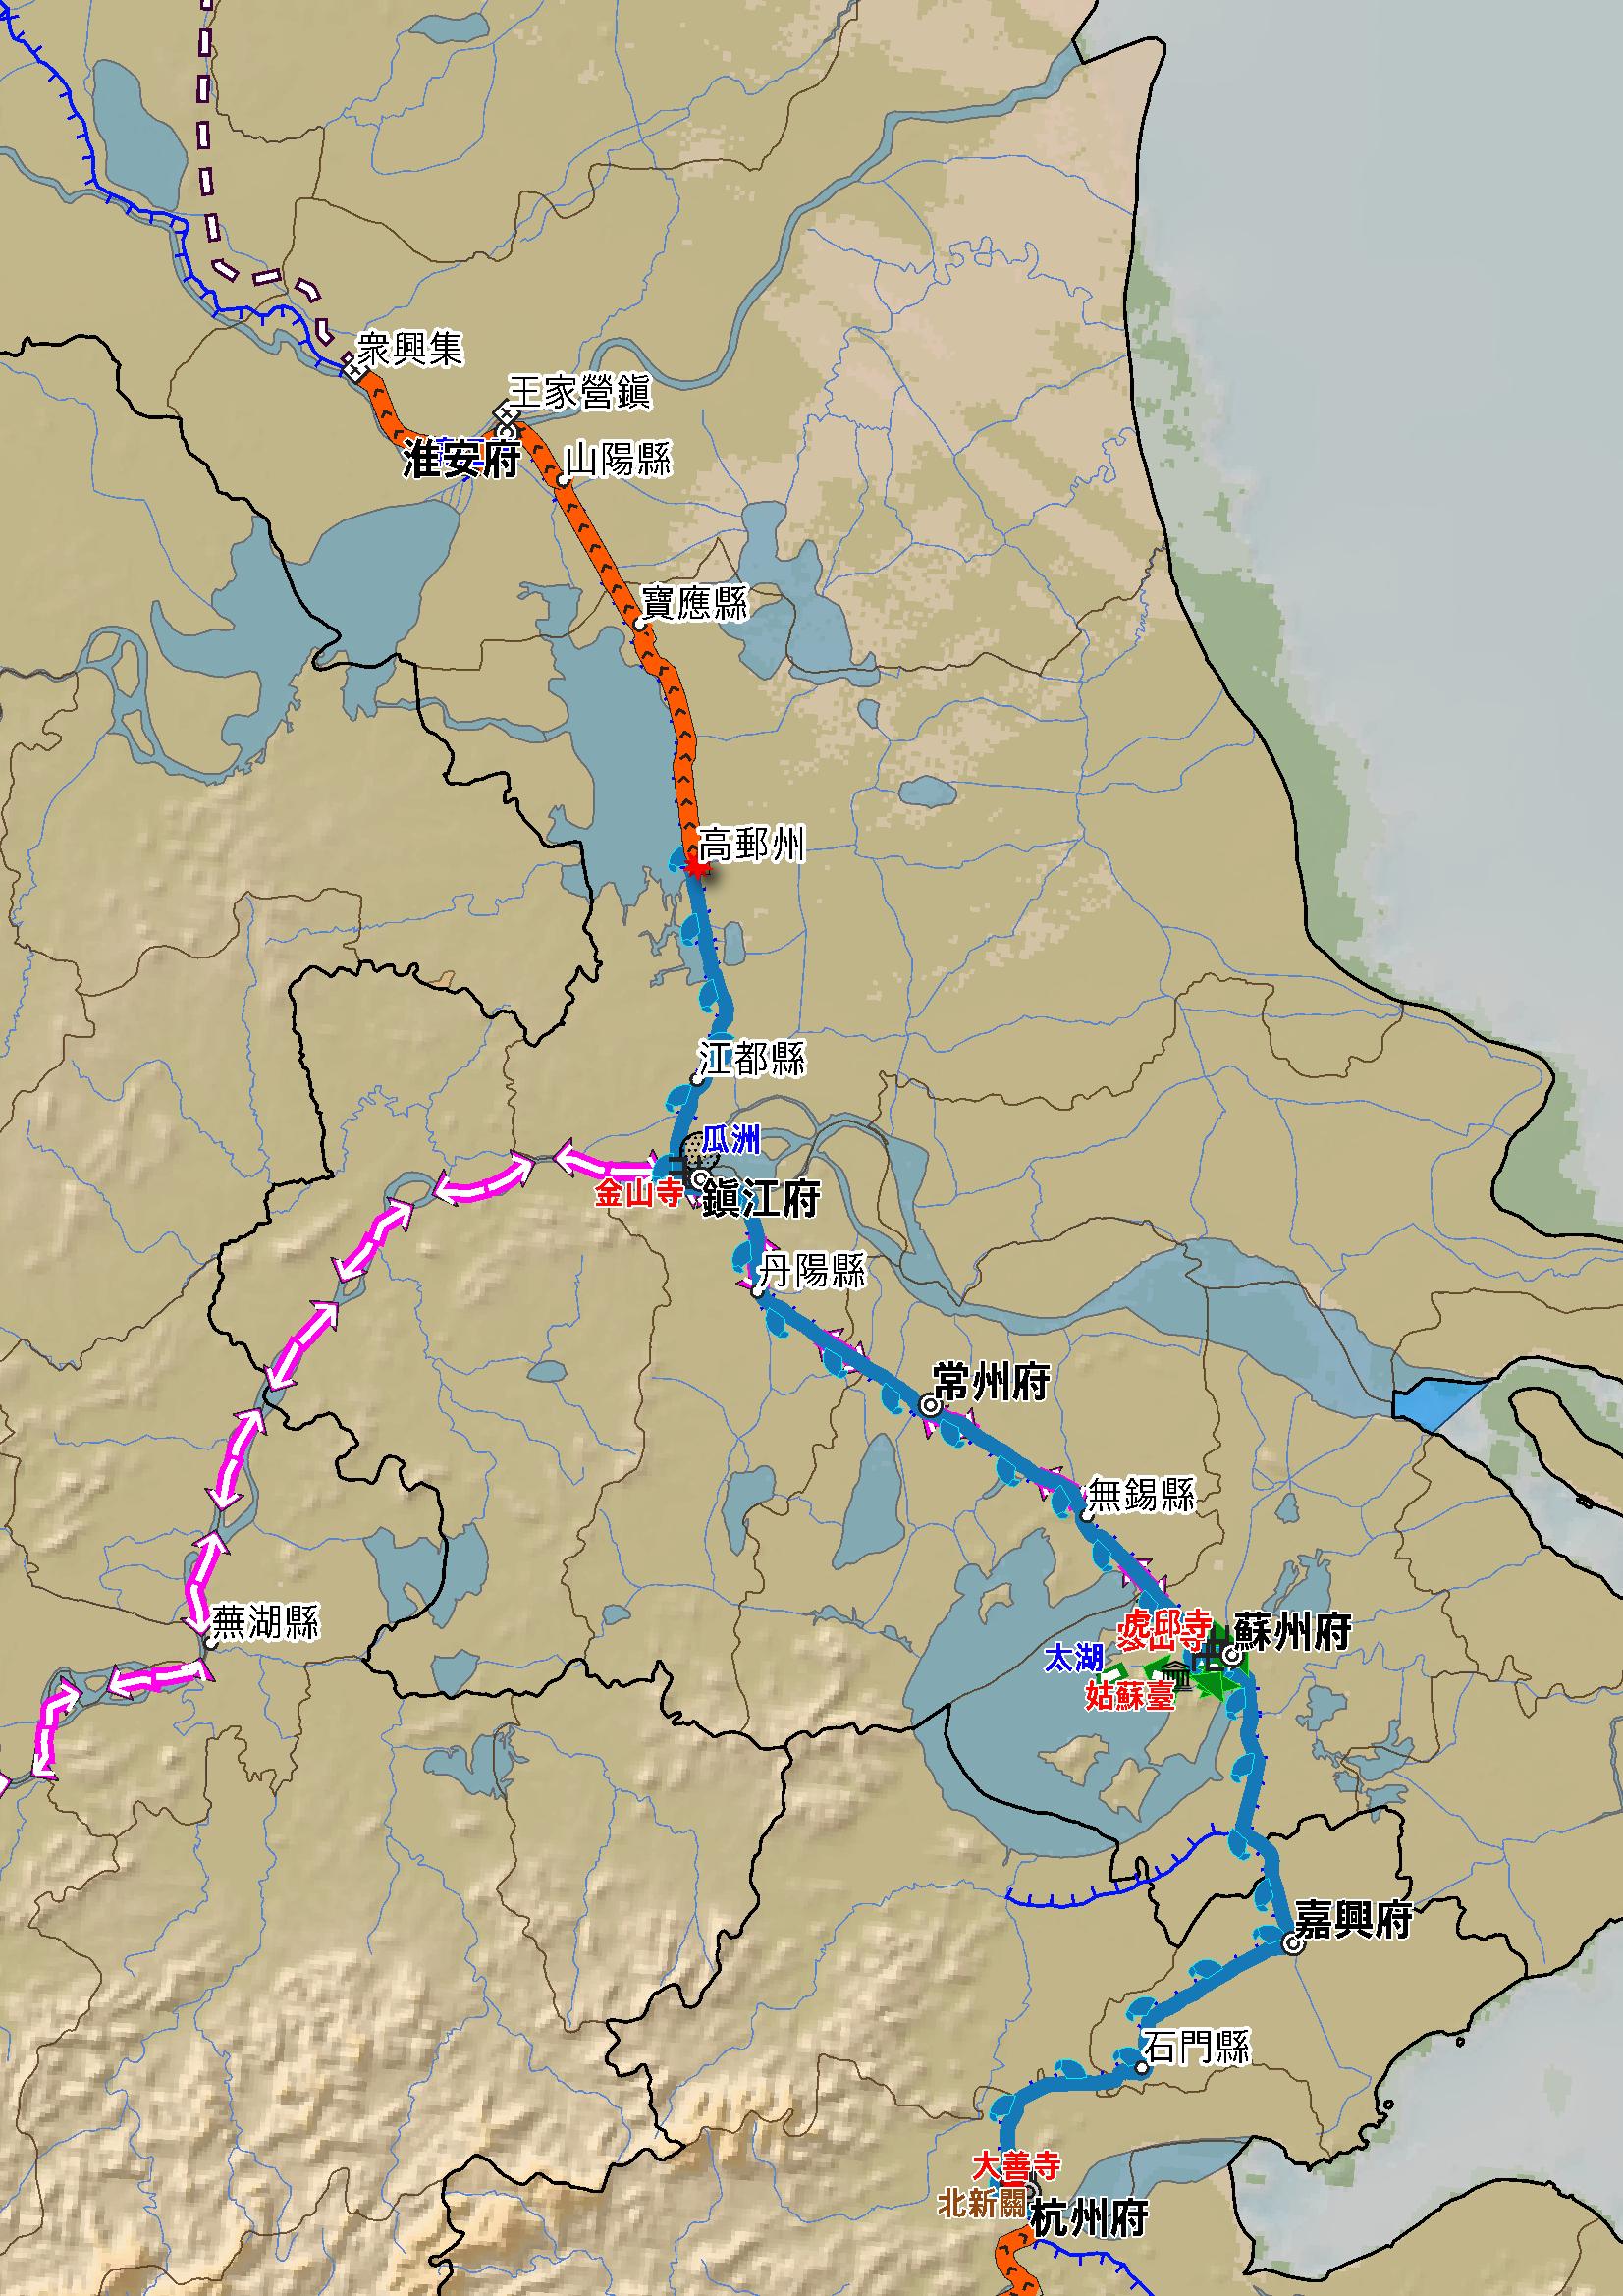 衆興集
王家營鎭
淮安府
山陽縣
寶應縣
高郵州
江都縣
瓜洲
金山寺
鎭江府
丹陽縣
常州府
無錫縣
蕪湖縣
虎邱寺
蘇州府
太湖
姑蘇臺
嘉興府
石門縣
大善寺
北新關
杭州府